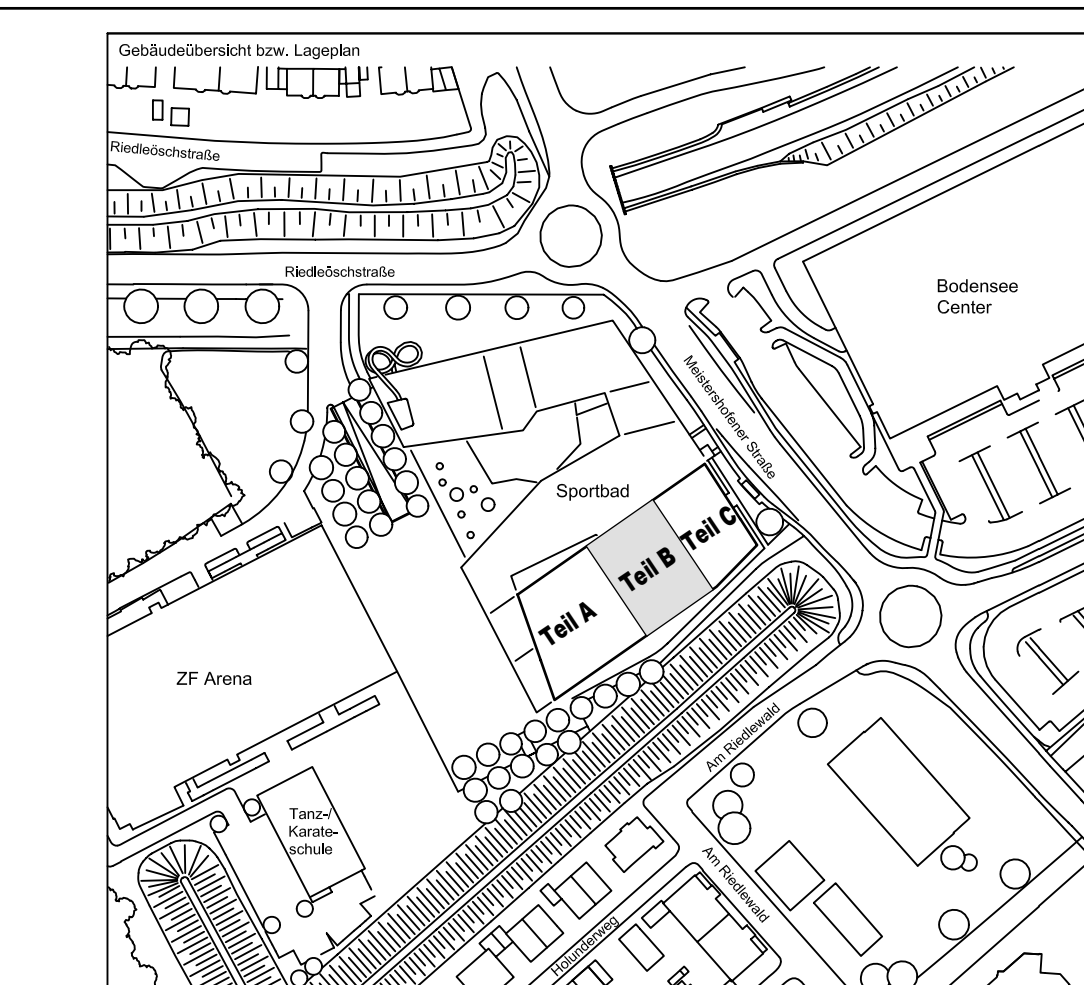 Gebäudeübersicht bzw. Lageplan
Riedleöschstraße
Riedleöschstraße
Bodensee
Center
Meistershofener Straße
Sportbad
Teil C
Teil B
Teil A
ZF Arena
Am Riedlewald
Tanz-/
Karate-
schule
Am Riedlewald
Holunderweg